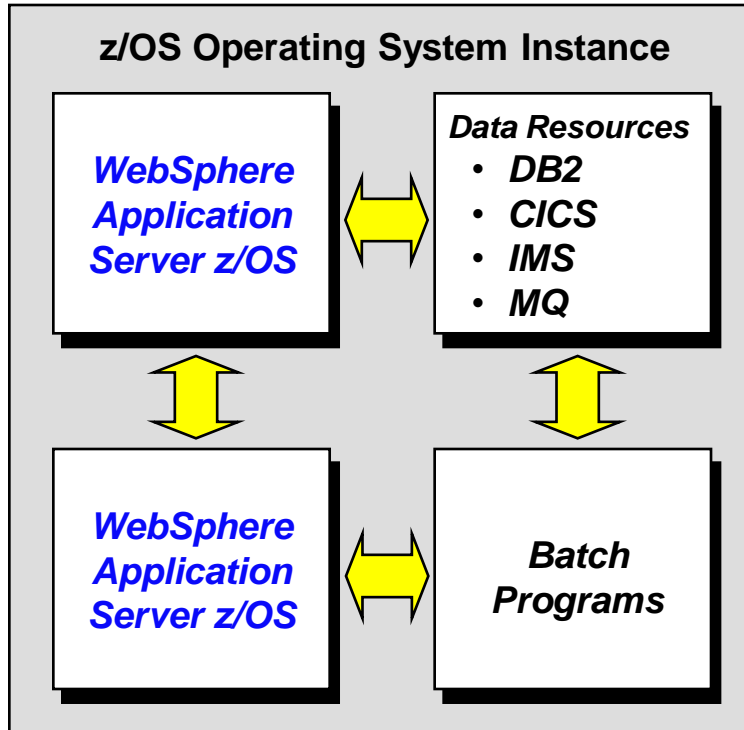 z/OS Operating System Instance
WebSphere
Application
Server z/OS
Data Resources
• DB2
• CICS
• IMS
• MQ
WebSphere
Application
Server z/OS
Batch
Programs